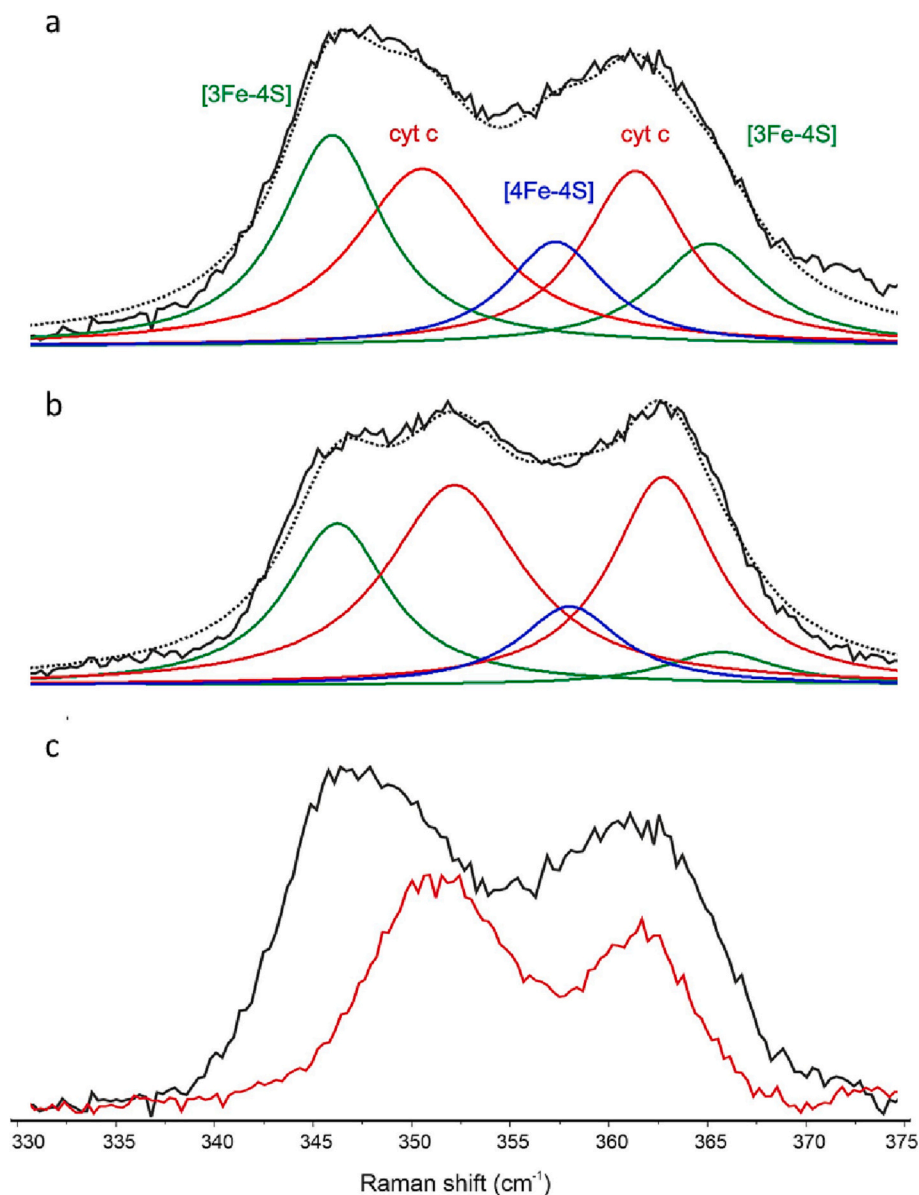 a
[3Fe-4S]
cyt c
cyt c
[3Fe-4S]
[4Fe-4S]
b
c
330 335 340 345 350 355 360 365 370 375
Raman shift (cm⁻¹)